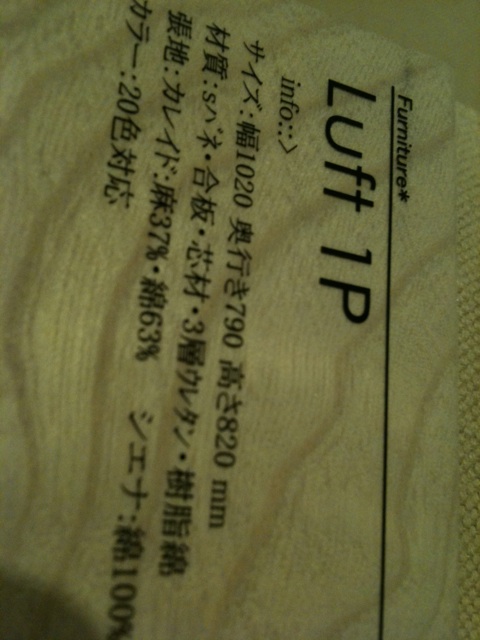 Furniture*
Luft 1P
info::>
サイズ:幅1020 奥行き790 高さ820 mm
材質:sバネ・合板・芯材・3層ウレタン・樹脂綿
張地:カレイド:麻37%・綿63% シエナ:綿100%
カラー:20色対応